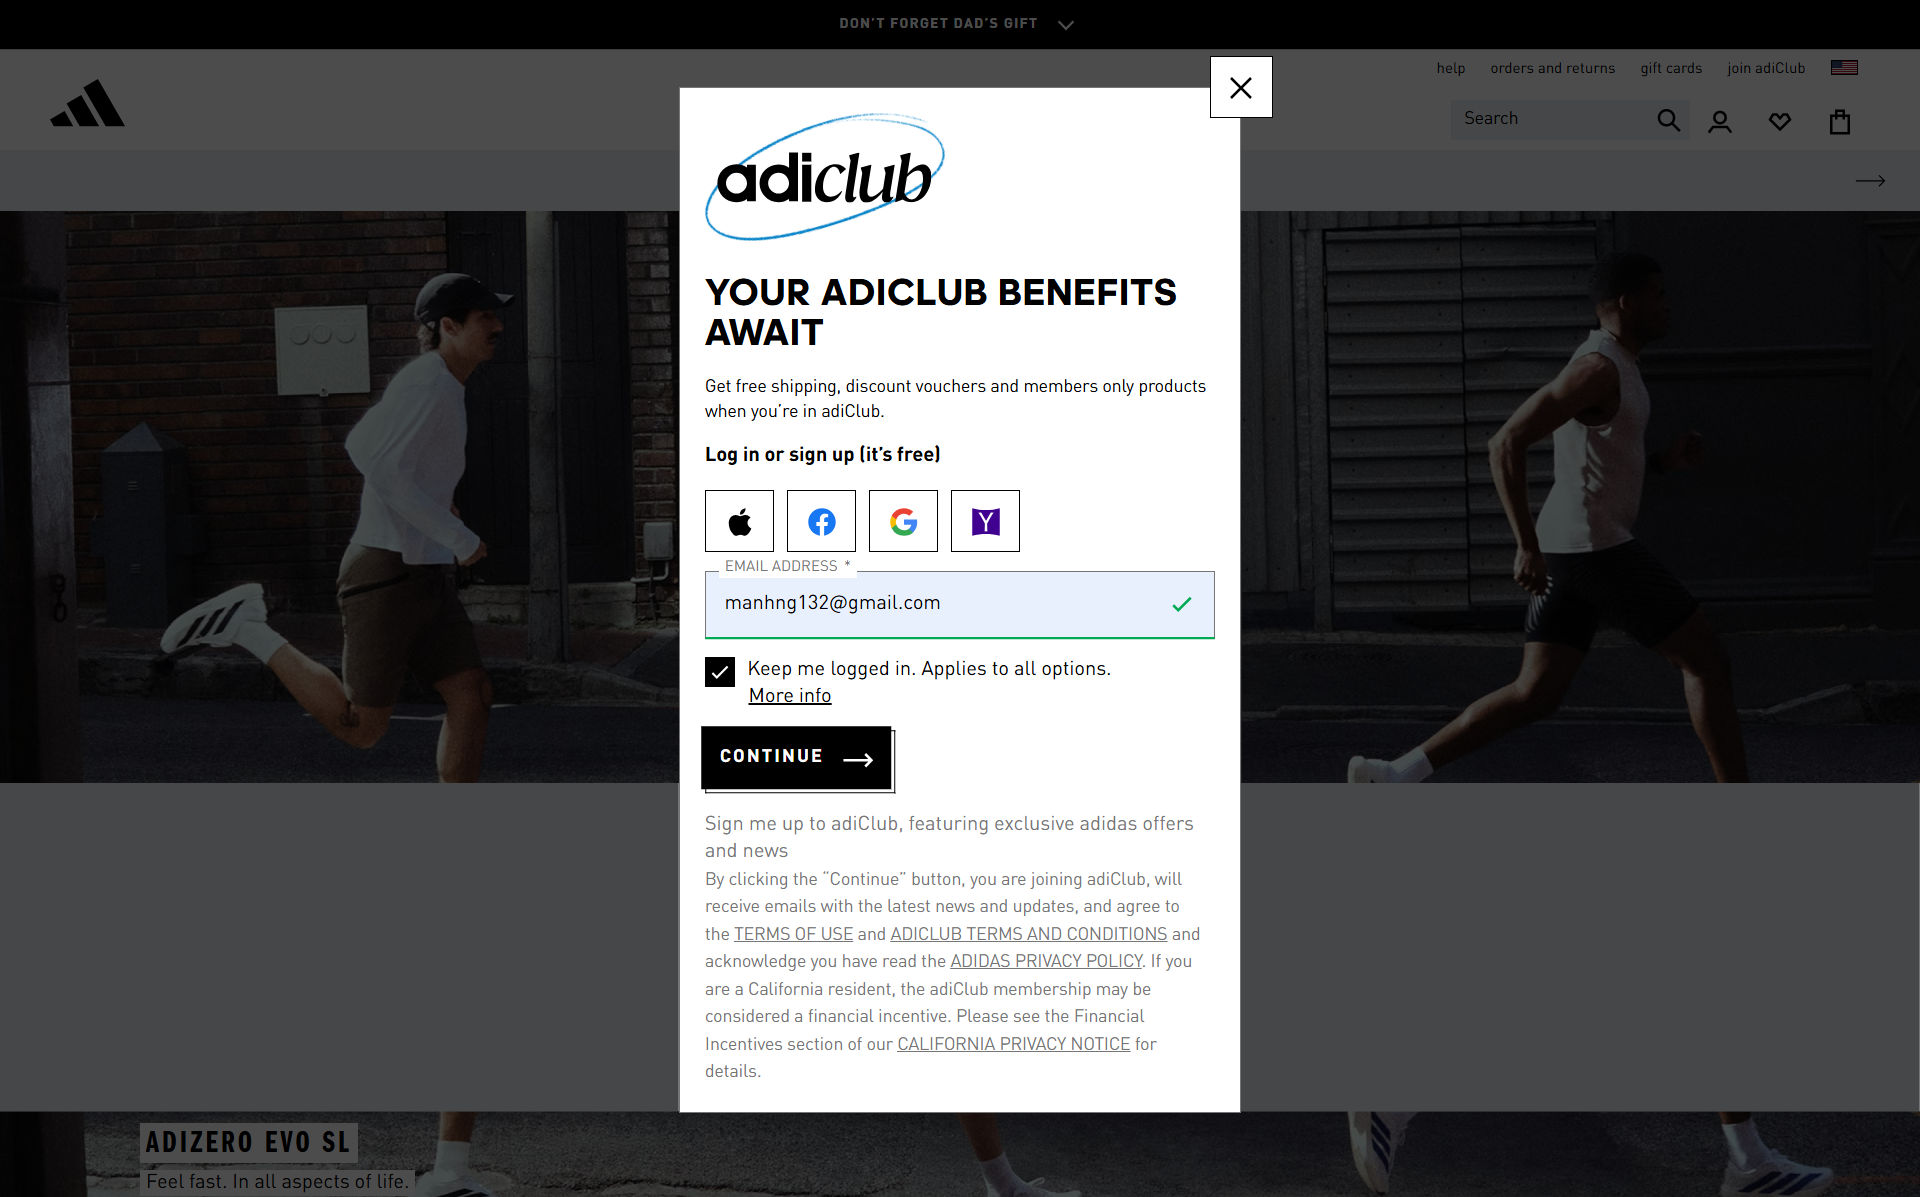 DON'T FORGET DAD'S GIFT
help
orders and returns
gift cards
join adiClub
Search
adiclub
YOUR ADICLUB BENEFITS
AWAIT
Get free shipping, discount vouchers and members only products
when you're in adiClub.
Log in or sign up (it's free)
EMAIL ADDRESS *
manhng132@gmail.com
Keep me logged in. Applies to all options.
More info
CONTINUE
Sign me up to adiClub, featuring exclusive adidas offers
and news
By clicking the "Continue" button, you are joining adiClub, will
receive emails with the latest news and updates, and agree to
the TERMS OF USE and ADICLUB TERMS AND CONDITIONS and
acknowledge you have read the ADIDAS PRIVACY POLICY. If you
are a California resident, the adiClub membership may be
considered a financial incentive. Please see the Financial
Incentives section of our CALIFORNIA PRIVACY NOTICE for
details.
ADIZERO EVO SL
Feel fast. In all aspects of life.